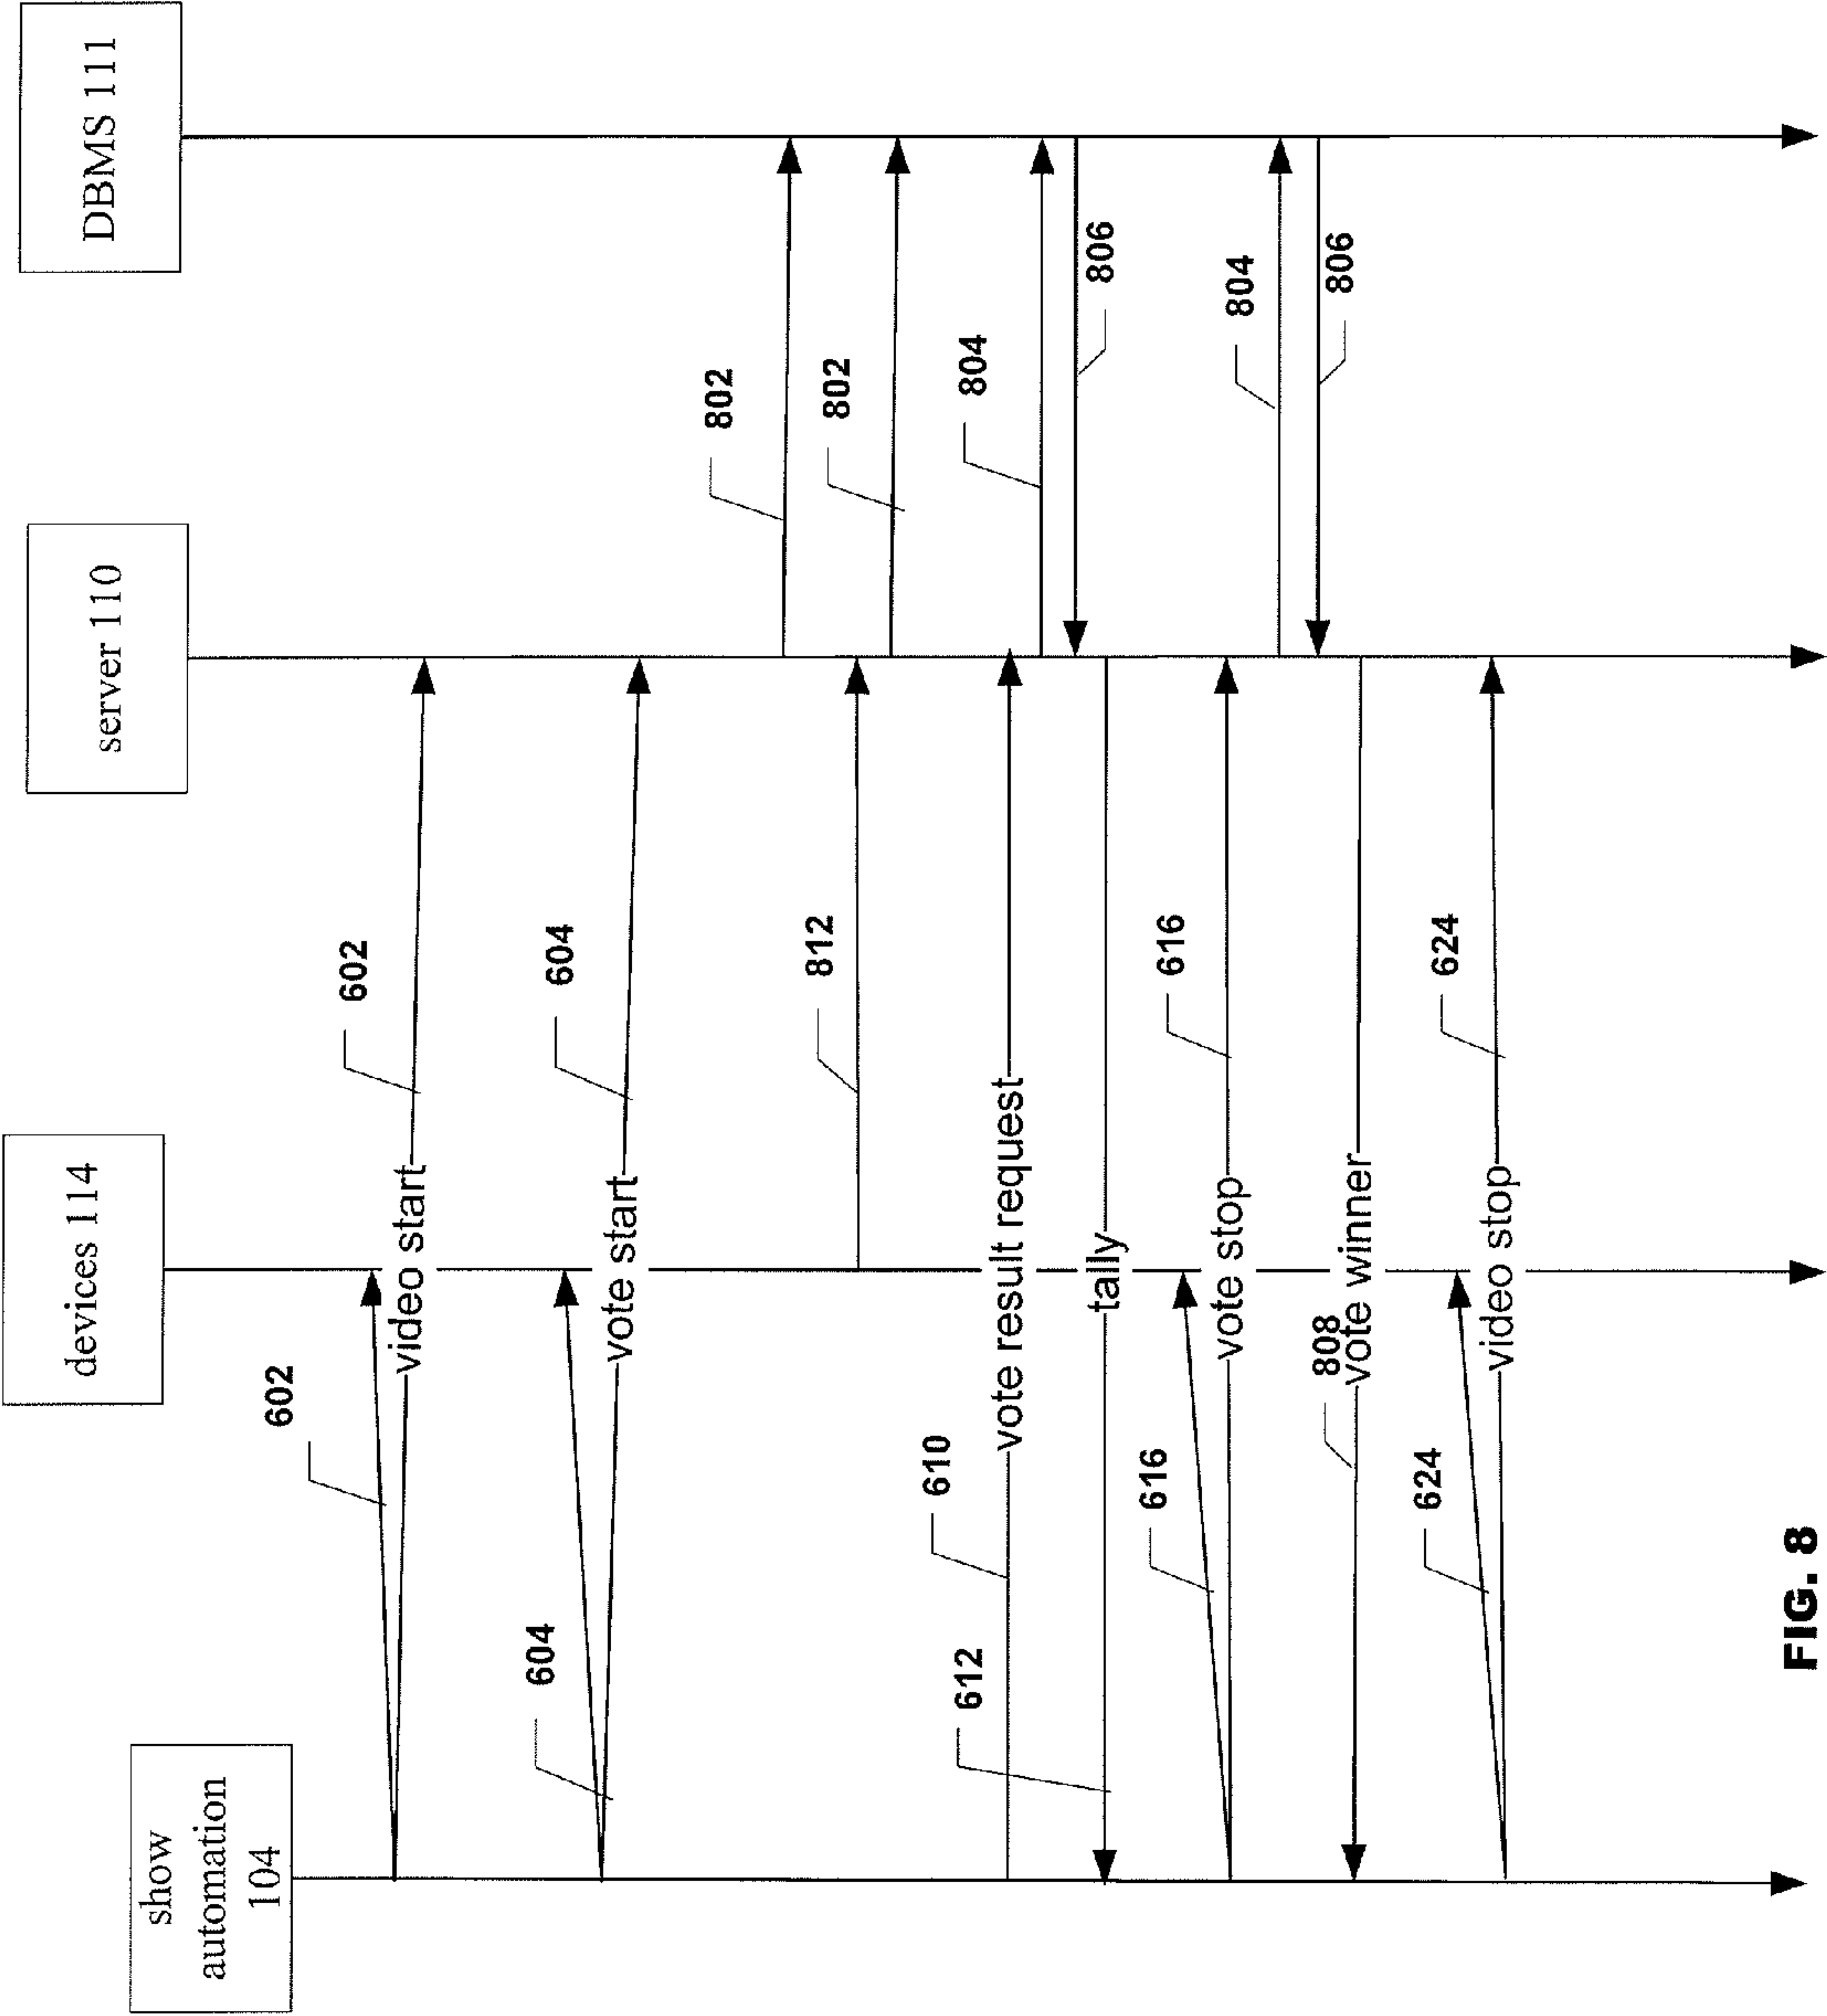 show
automation
104
devices 114
server 110
DBMS 111
602
602
video start
604
604
vote start
802
812
802
610
vote result request
804
612
806
tally
616
616
vote stop
804
806
808
vote winner
624
624
video stop
FIG. 8